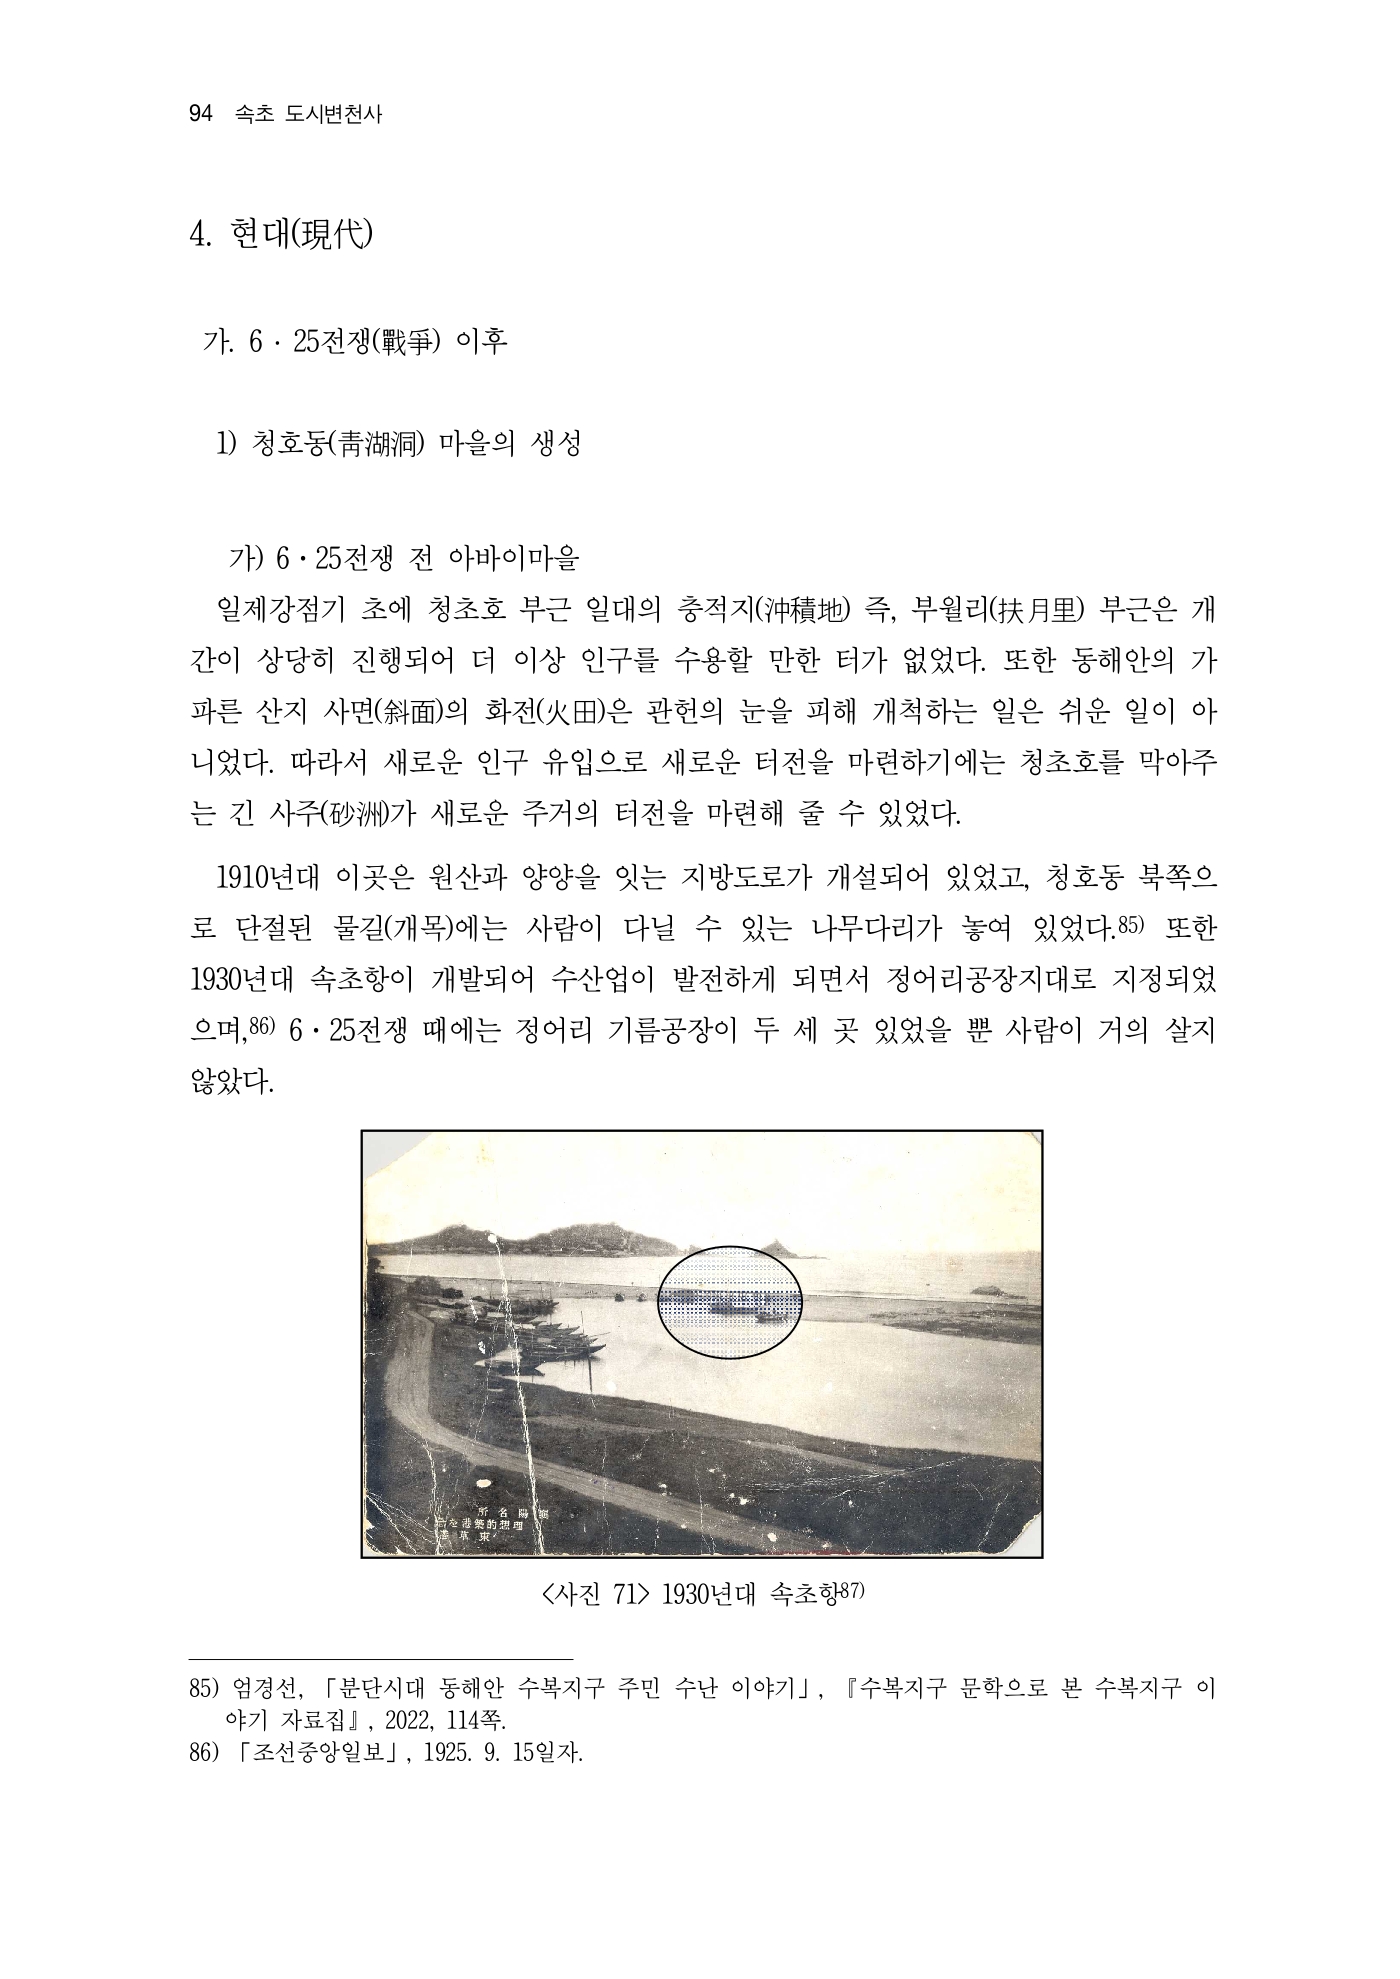 94 속초 도시변천사
4. 현대(現代)
가. 6 · 25전쟁(戰爭) 이후
1) 청호동(靑湖洞) 마을의 생성
가) 6·25전쟁 전 아바이마을
일제강점기 초에 청초호 부근 일대의 충적지(沖積地) 즉, 부월리(扶月里) 부근은 개
간이 상당히 진행되어 더 이상 인구를 수용할 만한 터가 없었다. 또한 동해안의 가
파른 산지 사면(斜面)의 화전(火田)은 관헌의 눈을 피해 개척하는 일은 쉬운 일이 아
니었다. 따라서 새로운 인구 유입으로 새로운 터전을 마련하기에는 청초호를 막아주
는 긴 사주(砂洲)가 새로운 주거의 터전을 마련해 줄 수 있었다.
1910년대 이곳은 원산과 양양을 잇는 지방도로가 개설되어 있었고, 청호동 북쪽으
로 단절된 물길(개목)에는 사람이 다닐 수 있는 나무다리가 놓여 있었다.85) 또한
1930년대 속초항이 개발되어 수산업이 발전하게 되면서 정어리공장지대로 지정되었
으며,86) 6·25전쟁 때에는 정어리 기름공장이 두 세 곳 있었을 뿐 사람이 거의 살지
않았다.
所名陽襄
港築的想理
草束
<사진 71> 1930년대 속초항87)
85) 엄경선, 「분단시대 동해안 수복지구 주민 수난 이야기」, 『수복지구 문학으로 본 수복지구 이
야기 자료집』, 2022, 114쪽.
86) 「조선중앙일보」, 1925. 9. 15일자.